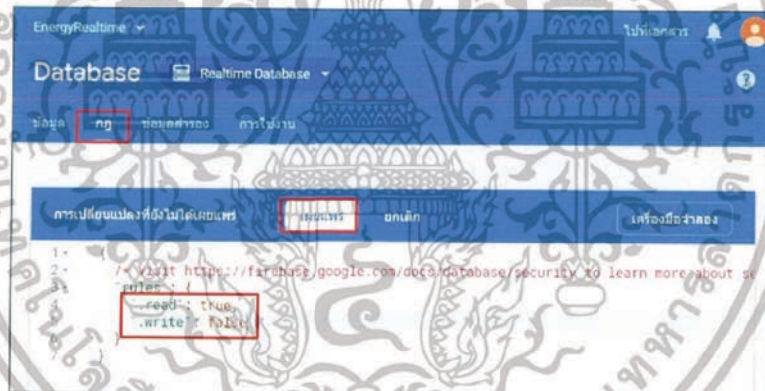 EnergyRealtime
ไปที่เอกสาร
Database
Realtime Database
ข้อมูล กฎ ข้อมูลสำรอง การใช้งาน
การเปลี่ยนแปลงที่ยังไม่ได้เผยแพร่ เผยแพร่ ยกเลิก เครื่องมือจำลอง
1 {
2 /* Visit https://firebase.google.com/docs/database/security to learn more about se
3 "rules": {
4 ".read": true,
5 ".write": false
6 }
7 }